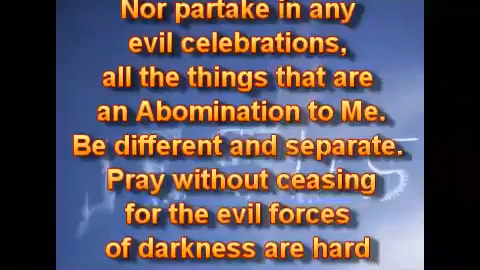 Nor partake in any
evil celebrations,
all the things that are
an Abomination to Me.
Be different and separate.
Pray without ceasing
for the evil forces
of darkness are hard